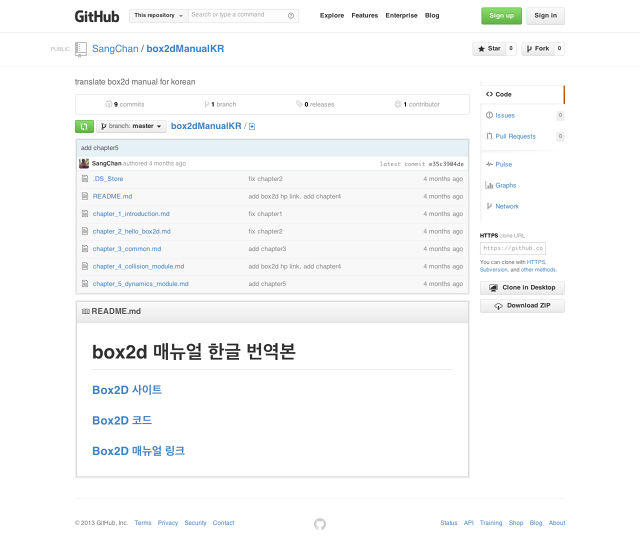 GitHub This repository Search or type a command Explore Features Enterprise Blog Sign up Sign in
PUBLIC SangChan / box2dManualKR Star 0 Fork 0
translate box2d manual for korean
9 commits 1 branch 0 releases 1 contributor
branch: master box2dManualKR /
add chapter5
SangChan authored 4 months ago latest commit e35c3984de
.DS_Store fix chapter2 4 months ago
README.md add box2d hp link. add chapter4 4 months ago
chapter_1_introduction.md fix chapter1 4 months ago
chapter_2_hello_box2d.md fix chapter2 4 months ago
chapter_3_common.md add chapter3 4 months ago
chapter_4_collision_module.md add box2d hp link. add chapter4 4 months ago
chapter_5_dynamics_module.md add chapter5 4 months ago
README.md
box2d 매뉴얼 한글 번역본
Box2D 사이트
Box2D 코드
Box2D 매뉴얼 링크
Code
Issues 0
Pull Requests 0
Pulse
Graphs
Network
HTTPS clone URL
https://github.co
You can clone with HTTPS,
Subversion, and other methods.
Clone in Desktop
Download ZIP
© 2013 GitHub, Inc. Terms Privacy Security Contact Status API Training Shop Blog About